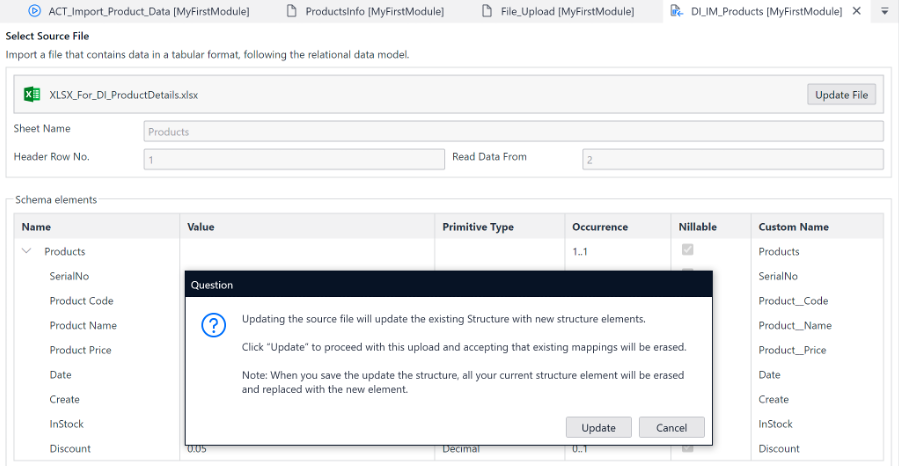 ACT_Import_Product_Data [MyFirstModule] ProductsInfo [MyFirstModule] File_Upload [MyFirstModule] DI_IM_Products [MyFirstModule]
Select Source File
Import a file that contains data in a tabular format, following the relational data model.
XLSX_For_DI_ProductDetails.xlsx Update File
Sheet Name Products
Header Row No. 1 Read Data From 2
Schema elements
Name Value Primitive Type Occurrence Nillable Custom Name
Products 1..1 Products
SerialNo SerialNo
Product Code Product__Code
Product Name Product__Name
Product Price Product__Price
Date Date
Create Create
InStock InStock
Discount 0.05 Decimal 0..1 Discount
Question
Updating the source file will update the existing Structure with new structure elements.
Click "Update" to proceed with this upload and accepting that existing mappings will be erased.
Note: When you save the update the structure, all your current structure element will be erased
and replaced with the new element.
Update Cancel